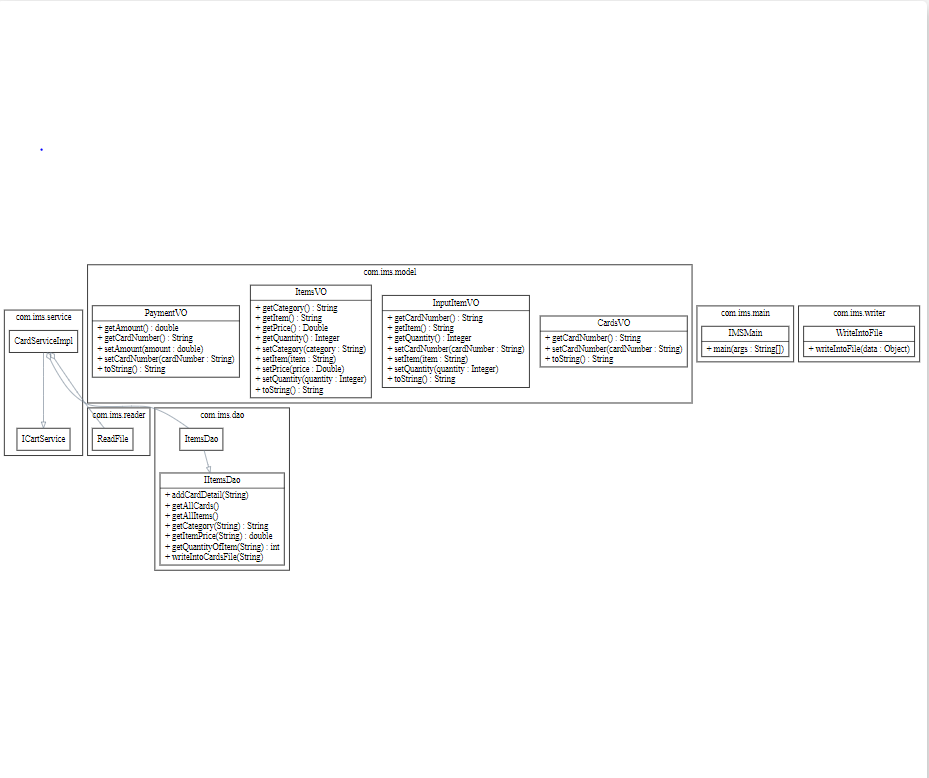 com.ims.model
ItemsVO
+ getCategory() : String
+ getItem() : String
+ getPrice() : Double
+ getQuantity() : Integer
+ setCategory(category : String)
+ setItem(item : String)
+ setPrice(price : Double)
+ setQuantity(quantity : Integer)
+ toString() : String
InputItemVO
+ getCardNumber() : String
+ getItem() : String
+ getQuantity() : Integer
+ setCardNumber(cardNumber : String)
+ setItem(item : String)
+ setQuantity(quantity : Integer)
+ toString() : String
PaymentVO
+ getAmount() : double
+ getCardNumber() : String
+ setAmount(amount : double)
+ setCardNumber(cardNumber : String)
+ toString() : String
CardsVO
+ getCardNumber() : String
+ setCardNumber(cardNumber : String)
+ toString() : String
com.ims.main
IMSMain
+ main(args : String[])
com.ims.writer
WriteIntoFile
+ writeIntoFile(data : Object)
com.ims.service
CardServiceImpl
ICartService
com.ims.reader
ReadFile
com.ims.dao
ItemsDao
IItemsDao
+ addCardDetail(String)
+ getAllCards()
+ getAllItems()
+ getCategory(String) : String
+ getItemPrice(String) : double
+ getQuantityOfItem(String) : int
+ writeIntoCardsFile(String)